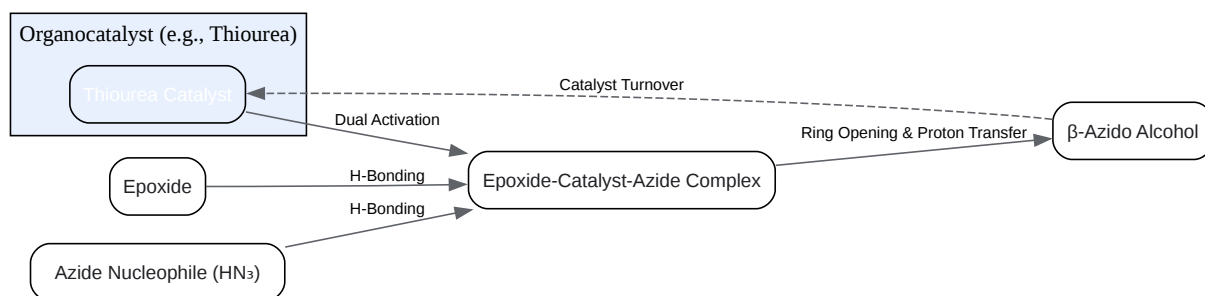 Organocatalyst (e.g., Thiourea)
Thiourea Catalyst
Catalyst Turnover
Dual Activation
Ring Opening & Proton Transfer
β-Azido Alcohol
Epoxide
H-Bonding
Epoxide-Catalyst-Azide Complex
H-Bonding
Azide Nucleophile (HN₃)